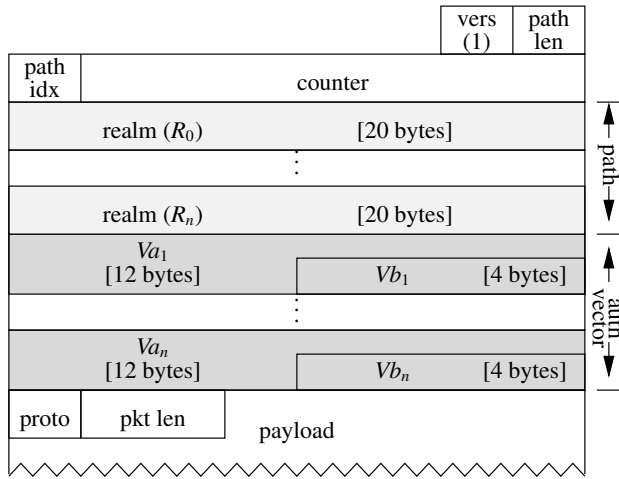 vers path
(1) len
path
idx counter
realm (R0) [20 bytes]
⋮
realm (Rn) [20 bytes]
path
Va1
[12 bytes] Vb1 [4 bytes]
⋮
Van
[12 bytes] Vbn [4 bytes]
auth
vector
proto pkt len payload